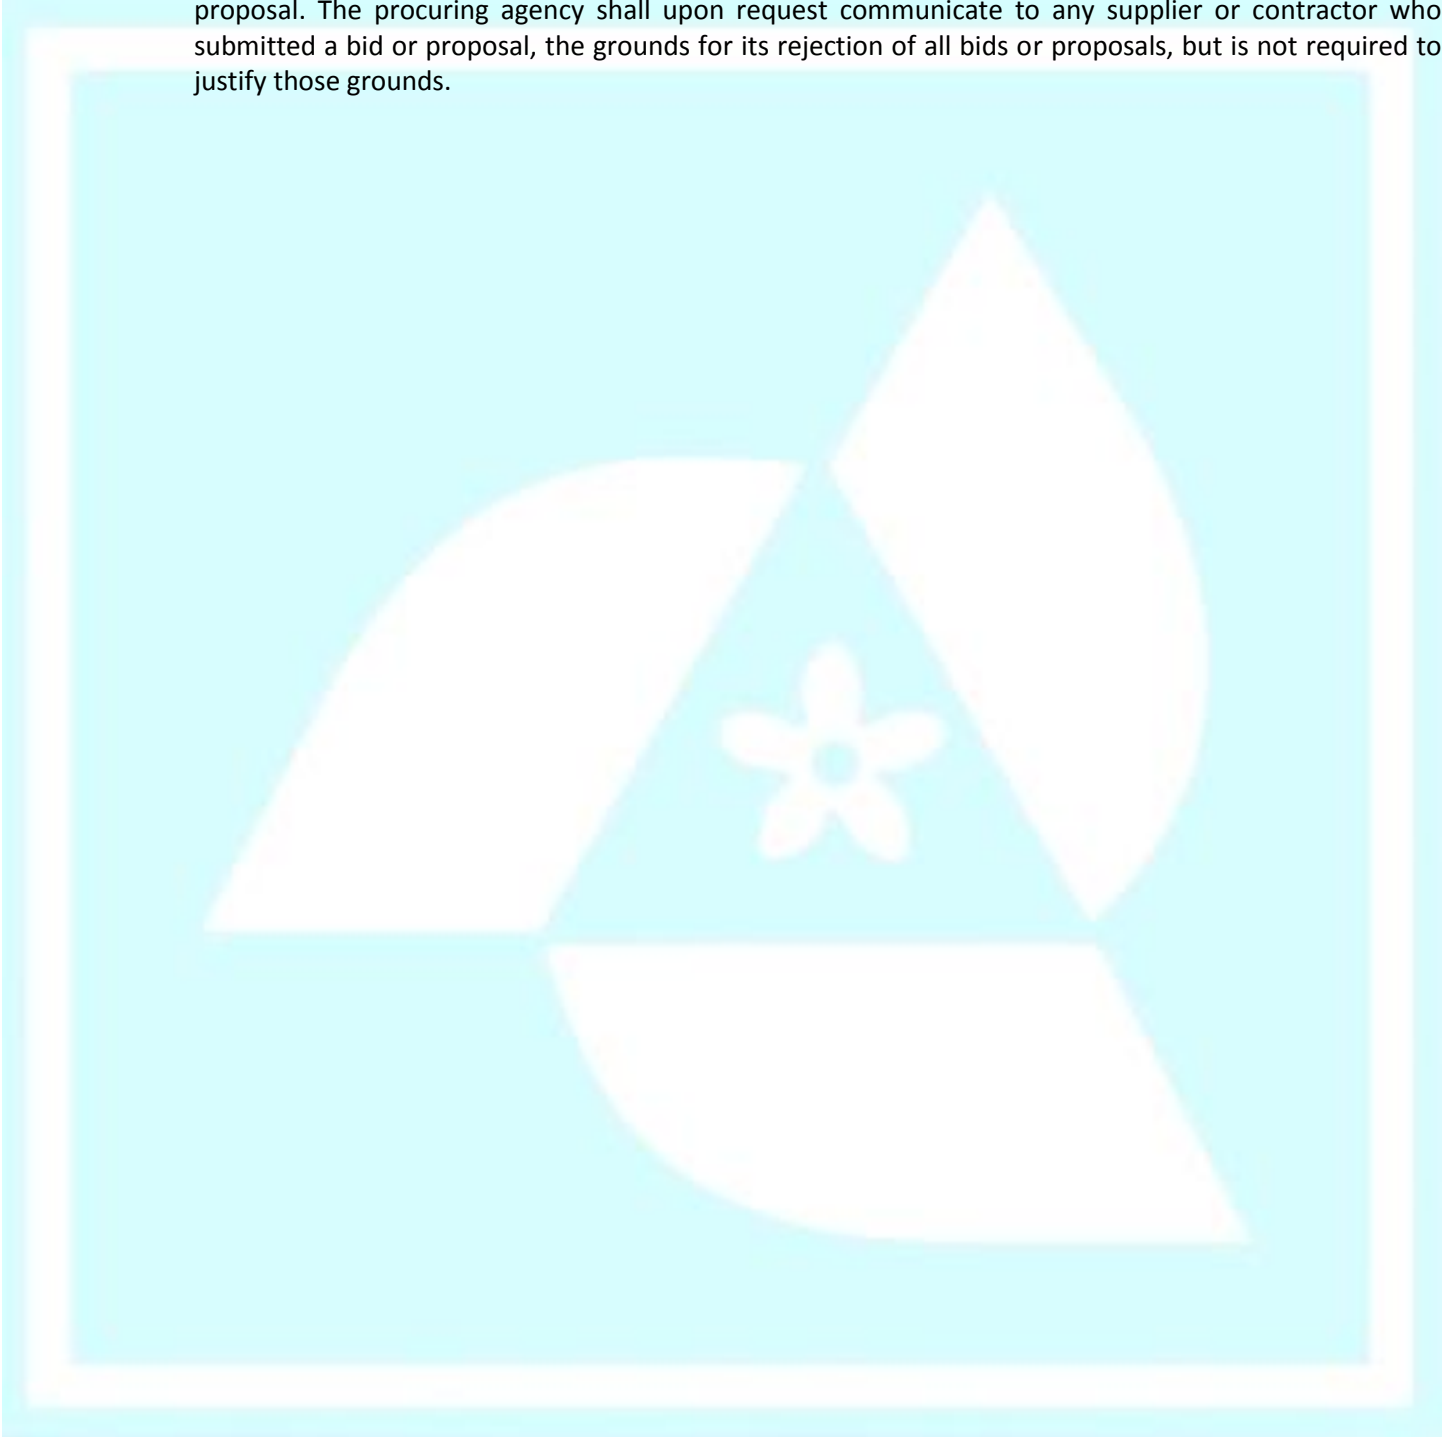 proposal. The procuring agency shall upon request communicate to any supplier or contractor who
submitted a bid or proposal, the grounds for its rejection of all bids or proposals, but is not required to
justify those grounds.